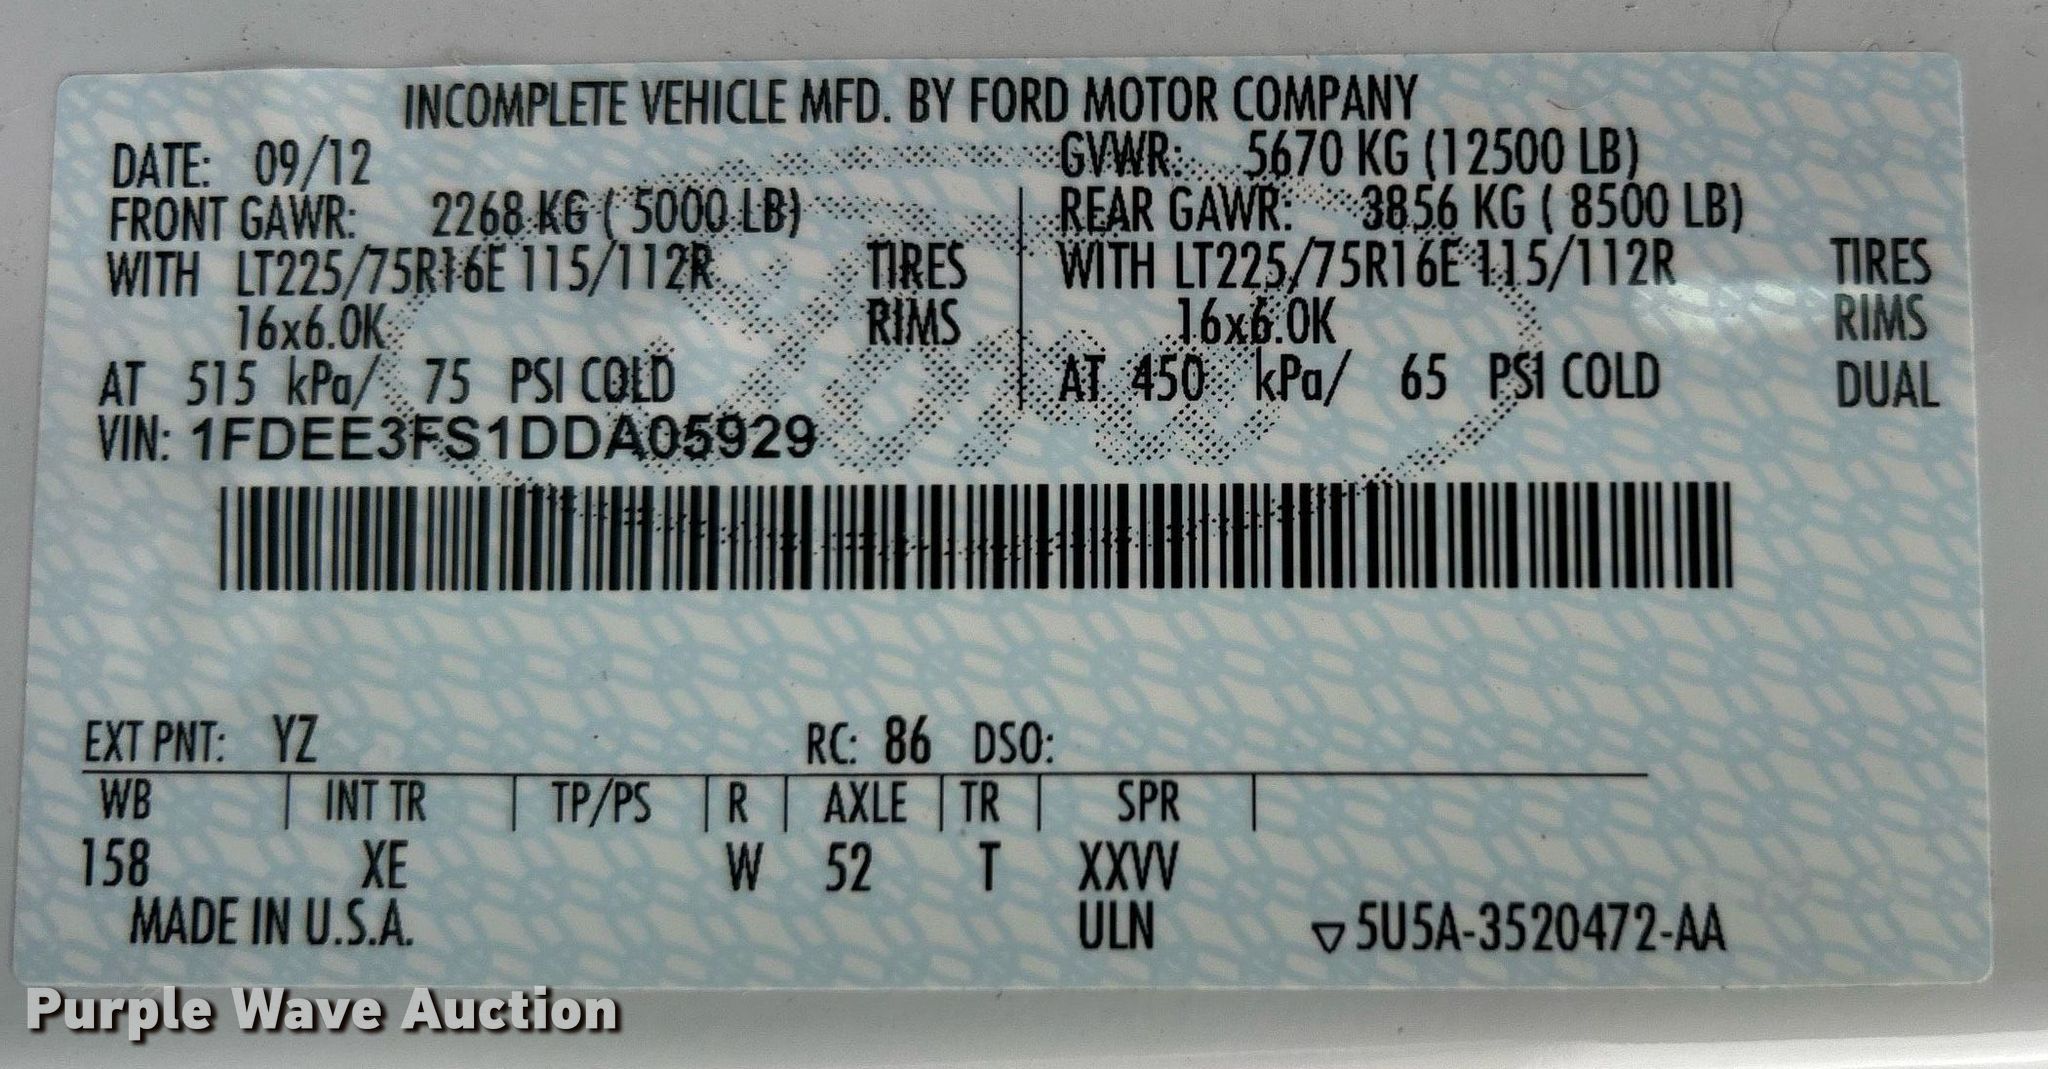 INCOMPLETE VEHICLE MFD. BY FORD MOTOR COMPANY
DATE: 09/12 GVWR: 5670 KG (12500 LB)
FRONT GAWR: 2268 KG ( 5000 LB) REAR GAWR: 3856 KG ( 8500 LB)
WITH LT225/75R16E 115/112R TIRES WITH LT225/75R16E 115/112R TIRES
16x6.0K RIMS 16x6.0K RIMS
AT 515 kPa/ 75 PSI COLD AT 450 kPa/ 65 PSI COLD DUAL
VIN: 1FDEE3FS1DDA05929
Ford
EXT PNT: YZ RC: 86 DSO:
WB | INT TR | TP/PS | R | AXLE | TR | SPR |
158 XE W 52 T XXVV
MADE IN U.S.A. ULN ▽5U5A-3520472-AA
Purple Wave Auction